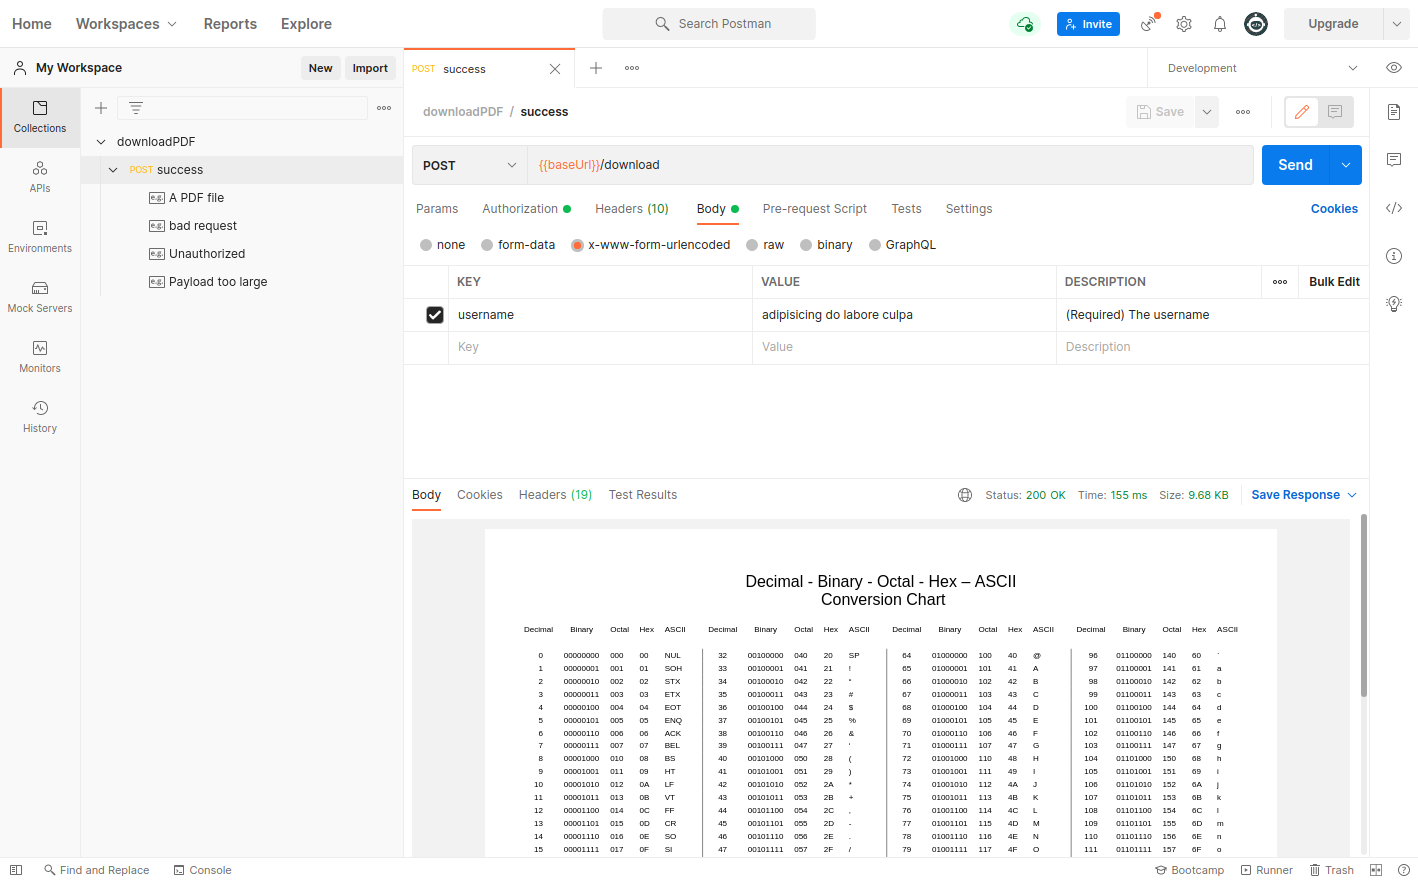 Home Workspaces Reports Explore Search Postman Invite Upgrade
My Workspace New Import POST success Development
downloadPDF / success Save
Collections
APIs
Environments
Mock Servers
Monitors
History
downloadPDF
POST success
e.g. A PDF file
e.g. bad request
e.g. Unauthorized
e.g. Payload too large
POST {{baseUrl}}/download Send
Params Authorization Headers (10) Body Pre-request Script Tests Settings Cookies
none form-data x-www-form-urlencoded raw binary GraphQL
KEY VALUE DESCRIPTION Bulk Edit
username adipisicing do labore culpa (Required) The username
Key Value Description
Body Cookies Headers (19) Test Results Status: 200 OK Time: 155 ms Size: 9.68 KB Save Response
Decimal - Binary - Octal - Hex – ASCII
Conversion Chart
Decimal Binary Octal Hex ASCII Decimal Binary Octal Hex ASCII Decimal Binary Octal Hex ASCII Decimal Binary Octal Hex ASCII
0 00000000 000 00 NUL 32 00100000 040 20 SP 64 01000000 100 40 @ 96 01100000 140 60 `
1 00000001 001 01 SOH 33 00100001 041 21 ! 65 01000001 101 41 A 97 01100001 141 61 a
2 00000010 002 02 STX 34 00100010 042 22 " 66 01000010 102 42 B 98 01100010 142 62 b
3 00000011 003 03 ETX 35 00100011 043 23 # 67 01000011 103 43 C 99 01100011 143 63 c
4 00000100 004 04 EOT 36 00100100 044 24 $ 68 01000100 104 44 D 100 01100100 144 64 d
5 00000101 005 05 ENQ 37 00100101 045 25 % 69 01000101 105 45 E 101 01100101 145 65 e
6 00000110 006 06 ACK 38 00100110 046 26 & 70 01000110 106 46 F 102 01100110 146 66 f
7 00000111 007 07 BEL 39 00100111 047 27 ' 71 01000111 107 47 G 103 01100111 147 67 g
8 00001000 010 08 BS 40 00101000 050 28 ( 72 01001000 110 48 H 104 01101000 150 68 h
9 00001001 011 09 HT 41 00101001 051 29 ) 73 01001001 111 49 I 105 01101001 151 69 i
10 00001010 012 0A LF 42 00101010 052 2A * 74 01001010 112 4A J 106 01101010 152 6A j
11 00001011 013 0B VT 43 00101011 053 2B + 75 01001011 113 4B K 107 01101011 153 6B k
12 00001100 014 0C FF 44 00101100 054 2C , 76 01001100 114 4C L 108 01101100 154 6C l
13 00001101 015 0D CR 45 00101101 055 2D - 77 01001101 115 4D M 109 01101101 155 6D m
14 00001110 016 0E SO 46 00101110 056 2E . 78 01001110 116 4E N 110 01101110 156 6E n
15 00001111 017 0F SI 47 00101111 057 2F / 79 01001111 117 4F O 111 01101111 157 6F o
Find and Replace Console Bootcamp Runner Trash